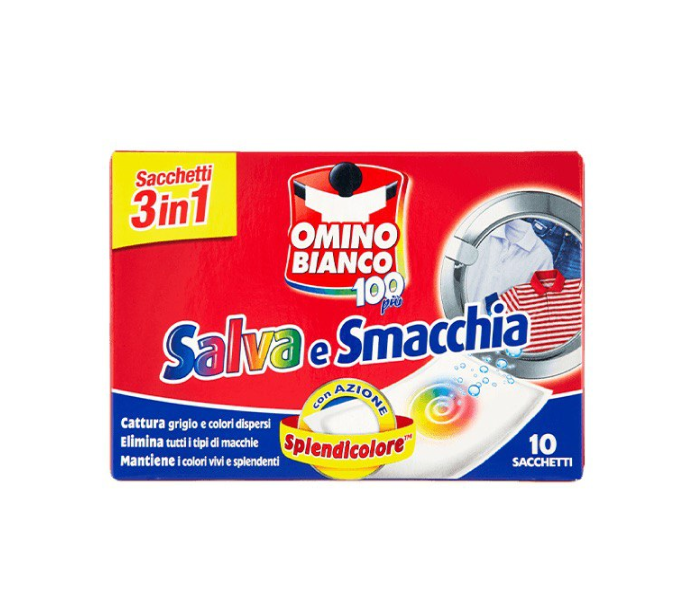 Sacchetti
3in1
OMINO
BIANCO
100
più
Salva e Smacchia
con AZIONE
Splendicolore™
Cattura grigio e colori dispersi
Elimina tutti i tipi di macchie
Mantiene i colori vivi e splendenti
10
SACCHETTI